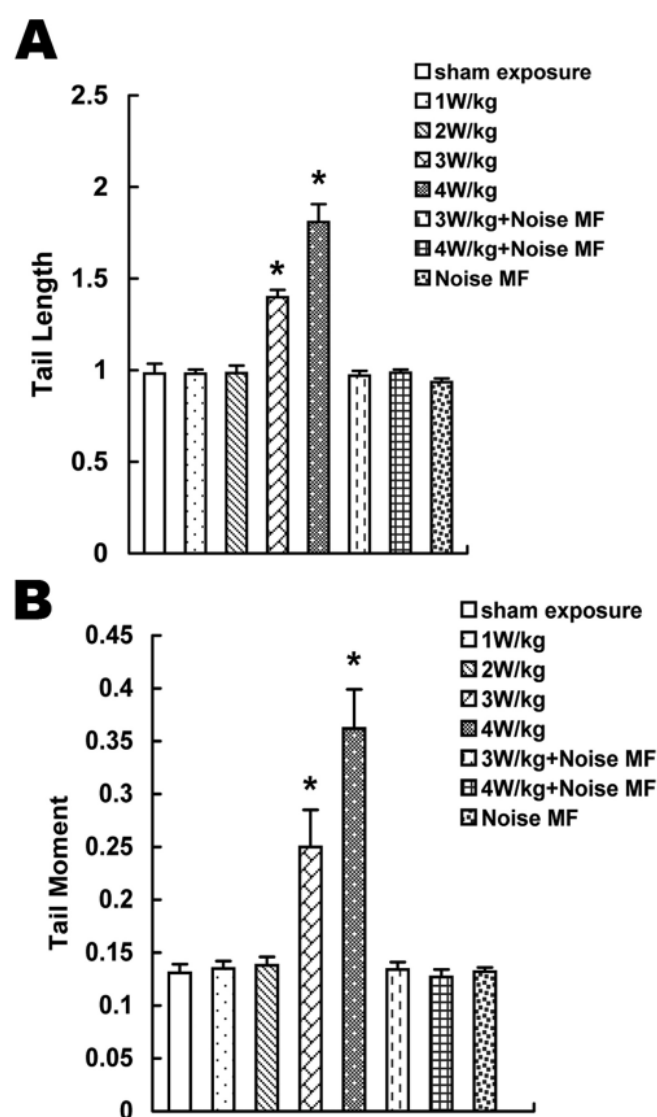 A
sham exposure
1W/kg
2W/kg
3W/kg
4W/kg
3W/kg+Noise MF
4W/kg+Noise MF
Noise MF
2.5
2
1.5
1
0.5
0
Tail Length
*
*
B
sham exposure
1W/kg
2W/kg
3W/kg
4W/kg
3W/kg+Noise MF
4W/kg+Noise MF
Noise MF
0.45
0.4
0.35
0.3
0.25
0.2
0.15
0.1
0.05
0
Tail Moment
*
*